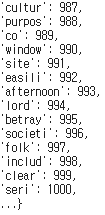 'cultur': 987,
'purpos': 988,
'co': 989,
'window': 990,
'site': 991,
'easili': 992,
'afternoon': 993,
'lord': 994,
'betray': 995,
'societi': 996,
'folk': 997,
'includ': 998,
'clear': 999,
'seri': 1000,
...}